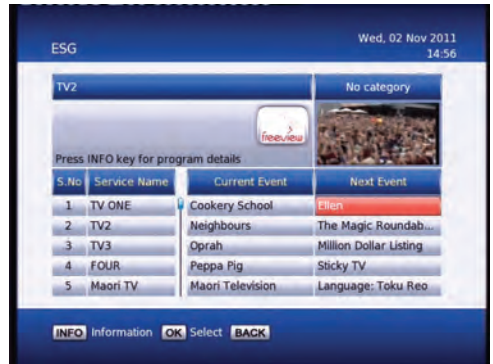 ESG
Wed, 02 Nov 2011
14:56
TV2
No category
freeview
Press INFO key for program details
S.No Service Name Current Event Next Event
1 TV ONE Cookery School Ellen
2 TV2 Neighbours The Magic Roundab...
3 TV3 Oprah Million Dollar Listing
4 FOUR Peppa Pig Sticky TV
5 Maori TV Maori Television Language: Toku Reo
INFO Information OK Select BACK